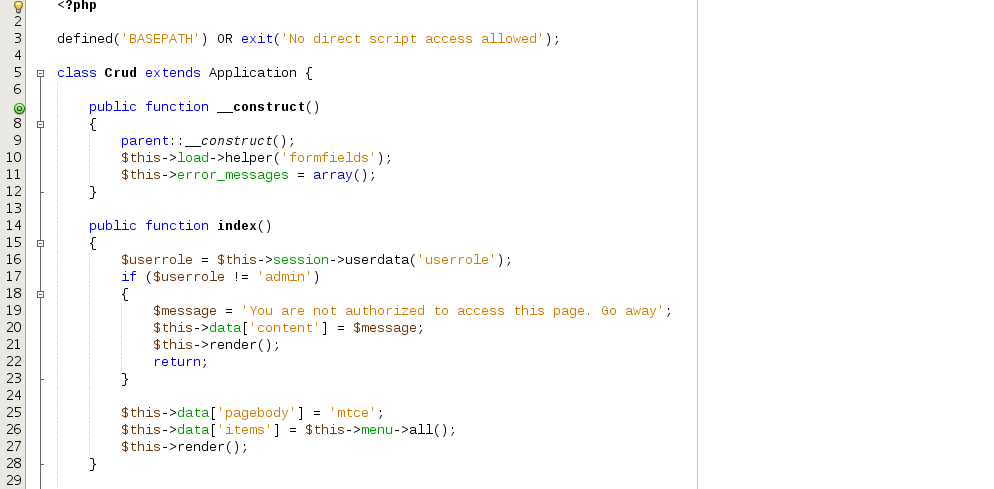 <?php
2
3 defined('BASEPATH') OR exit('No direct script access allowed');
4
5 class Crud extends Application {
6
public function __construct()
8 {
9 parent::__construct();
10 $this->load->helper('formfields');
11 $this->error_messages = array();
12 }
13
14 public function index()
15 {
16 $userrole = $this->session->userdata('userrole');
17 if ($userrole != 'admin')
18 {
19 $message = 'You are not authorized to access this page. Go away';
20 $this->data['content'] = $message;
21 $this->render();
22 return;
23 }
24
25 $this->data['pagebody'] = 'mtce';
26 $this->data['items'] = $this->menu->all();
27 $this->render();
28 }
29